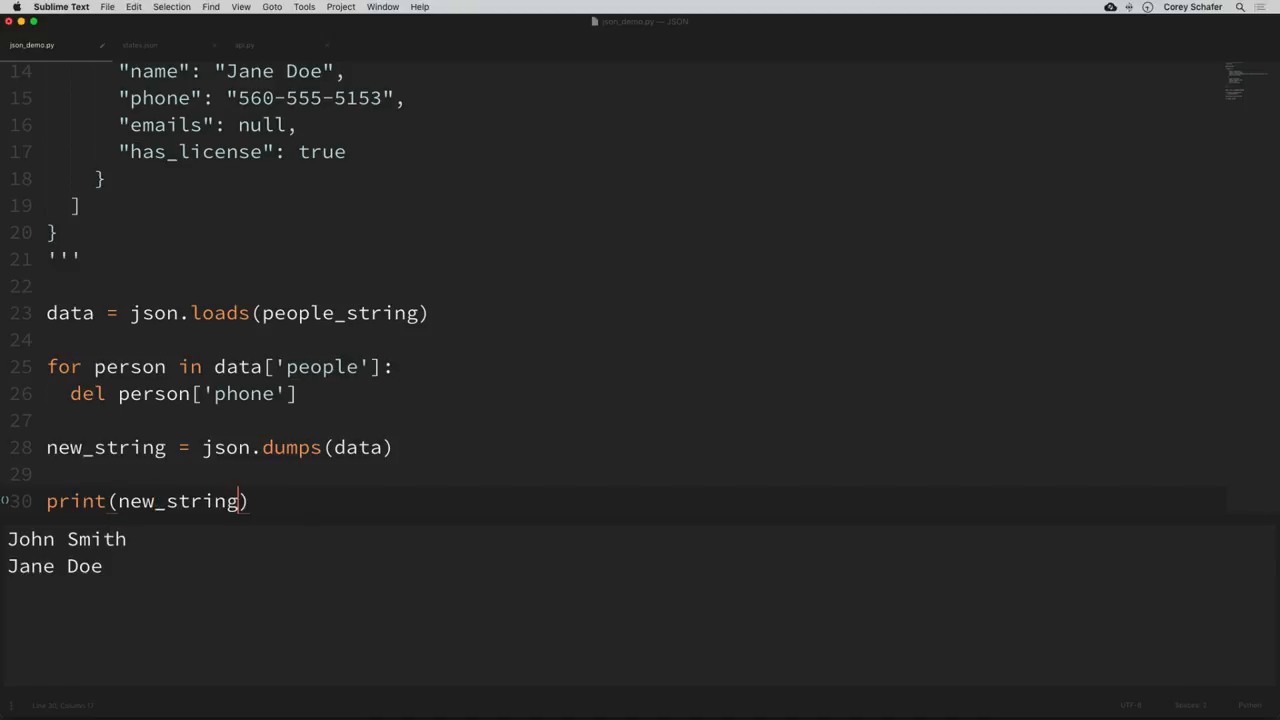 Sublime Text File Edit Selection Find View Goto Tools Project Window Help Corey Schafer
json_demo.py — JSON
json_demo.py states.json api.py
14 "name": "Jane Doe",
15 "phone": "560-555-5153",
16 "emails": null,
17 "has_license": true
18 }
19 ]
20 }
21 '''
22
23 data = json.loads(people_string)
24
25 for person in data['people']:
26 del person['phone']
27
28 new_string = json.dumps(data)
29
30 print(new_string)
John Smith
Jane Doe
Line 30, Column 17 UTF-8 Spaces: 2 Python